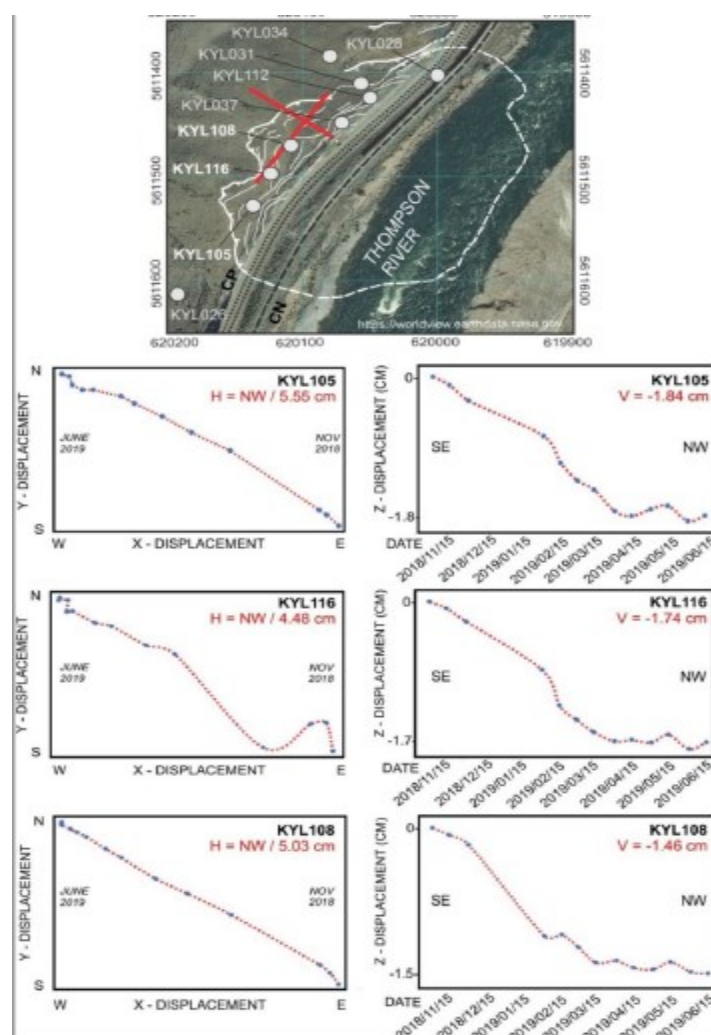 620200 620100 620000 619900
KYL034
KYL028
KYL031
KYL112
KYL037
KYL108
KYL116
KYL105
KYL026
CP
CN
THOMPSON
RIVER
https://worldview.earthdata.nasa.gov
5611400 5611400
5611500 5611500
5611600 5611600
620200 620100 620000 619900
KYL105
H = NW / 5.55 cm
N
Y - DISPLACEMENT
S
JUNE
2019
NOV
2018
W X - DISPLACEMENT E
KYL105
V = -1.84 cm
Z - DISPLACEMENT (CM)
0
-1.8
SE NW
DATE 2018/11/15 2018/12/15 2019/01/15 2019/02/15 2019/03/15 2019/04/15 2019/05/15 2019/06/15
KYL116
H = NW / 4.48 cm
N
Y - DISPLACEMENT
S
JUNE
2019
NOV
2018
W X - DISPLACEMENT E
KYL116
V = -1.74 cm
Z - DISPLACEMENT (CM)
0
-1.7
SE NW
DATE 2018/11/15 2018/12/15 2019/01/15 2019/02/15 2019/03/15 2019/04/15 2019/05/15 2019/06/15
KYL108
H = NW / 5.03 cm
N
Y - DISPLACEMENT
S
JUNE
2019
NOV
2018
W X - DISPLACEMENT E
KYL108
V = -1.46 cm
Z - DISPLACEMENT (CM)
0
-1.5
SE NW
DATE 2018/11/15 2018/12/15 2019/01/15 2019/02/15 2019/03/15 2019/04/15 2019/05/15 2019/06/15